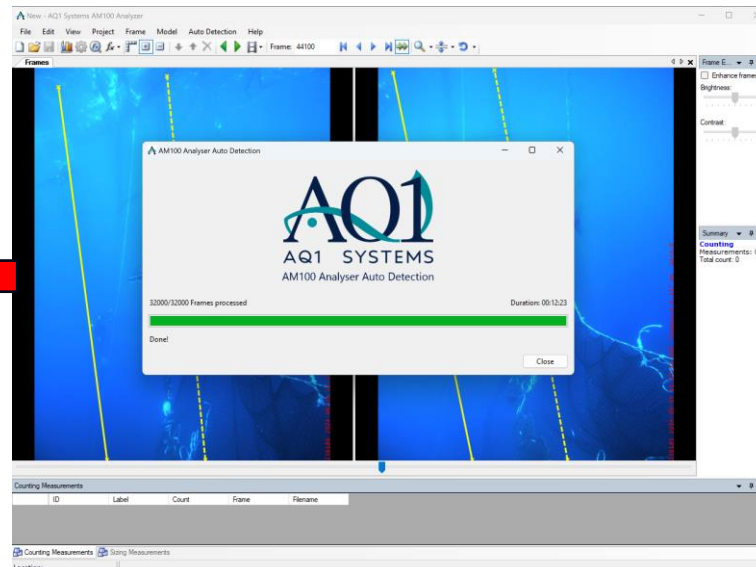 New - AQ1 Systems AM100 Analyzer
File Edit View Project Frame Model Auto Detection Help
Frame: 44100
Frames
Frame E...
Enhance frames
Brightness:
Contrast:
AM100 Analyser Auto Detection
AQ1
AQ1 SYSTEMS
AM100 Analyser Auto Detection
32000/32000 Frames processed Duration: 00:12:23
Done!
Close
Summary
Counting
Measurements:
Total count: 0
Counting Measurements
ID Label Count Frame Filename
Counting Measurements Sizing Measurements